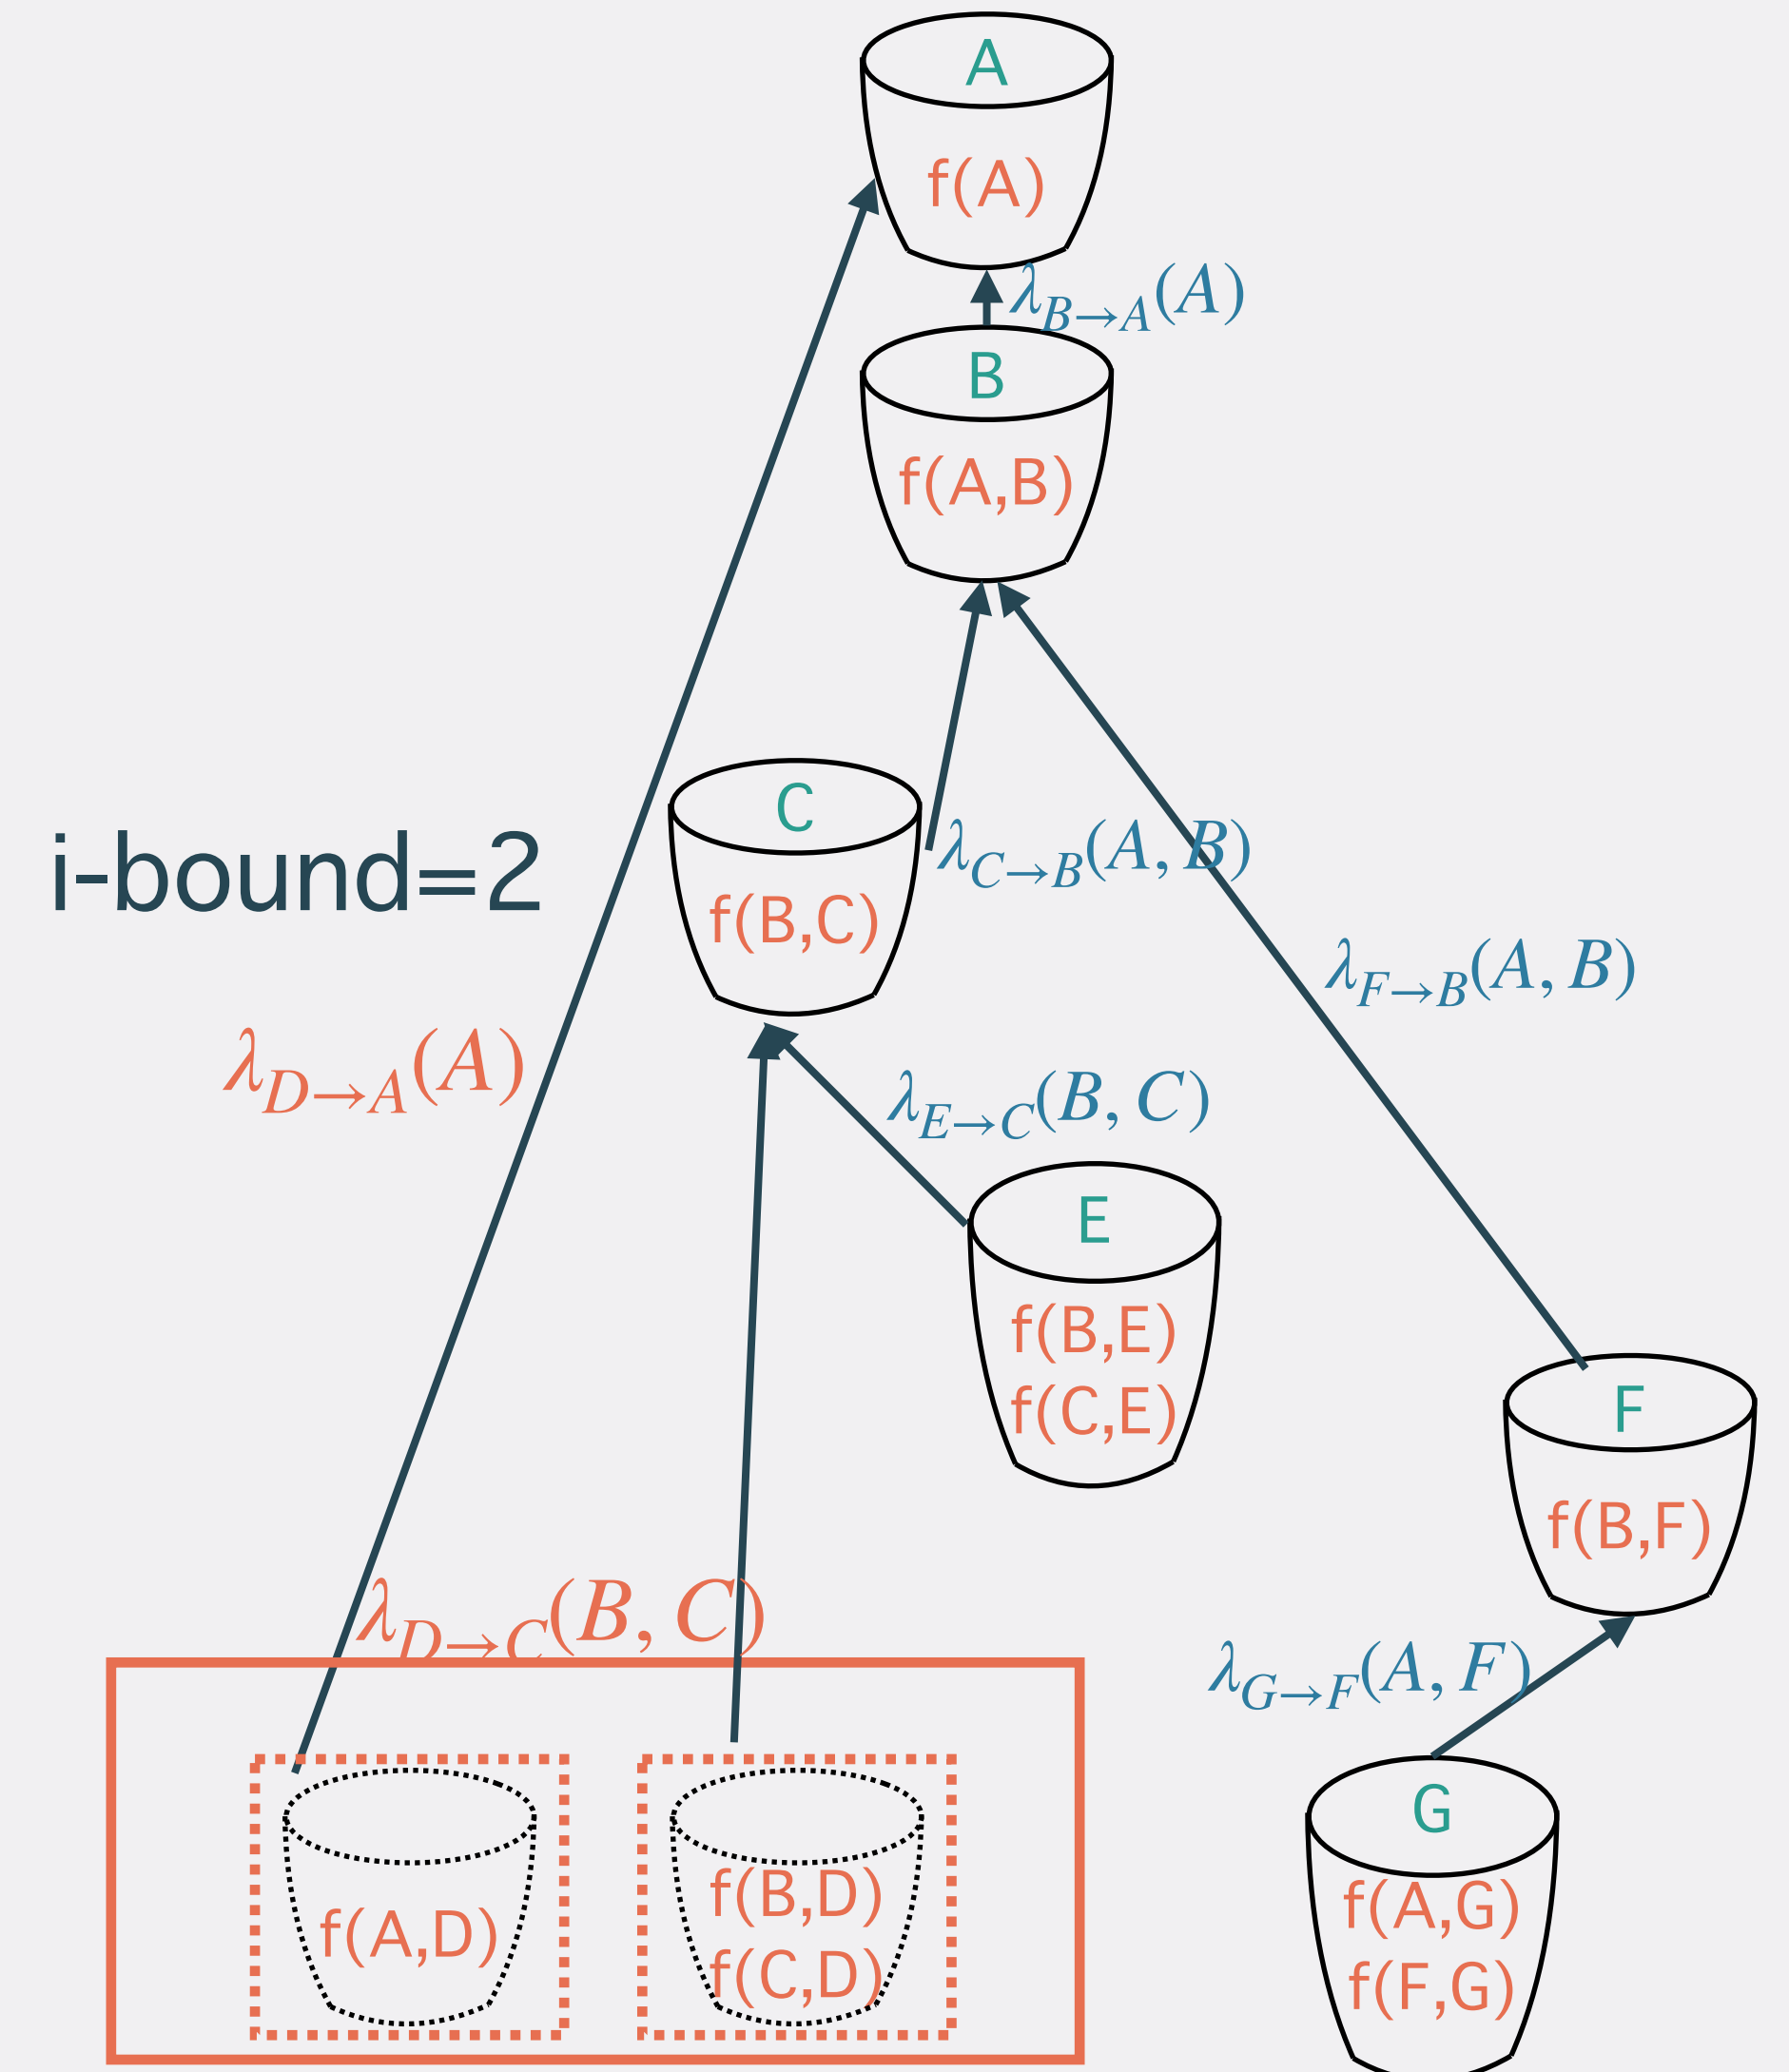 A
f(A)
λB→A(A)
B
f(A,B)
C
i-bound=2
λC→B(A, B)
f(B,C)
λF→B(A, B)
λD→A(A)
λE→C(B, C)
E
f(B,E)
f(C,E)
F
f(B,F)
λD→C(B, C)
λG→F(A, F)
G
f(B,D)
f(A,G)
f(A,D)
f(C,D)
f(F,G)